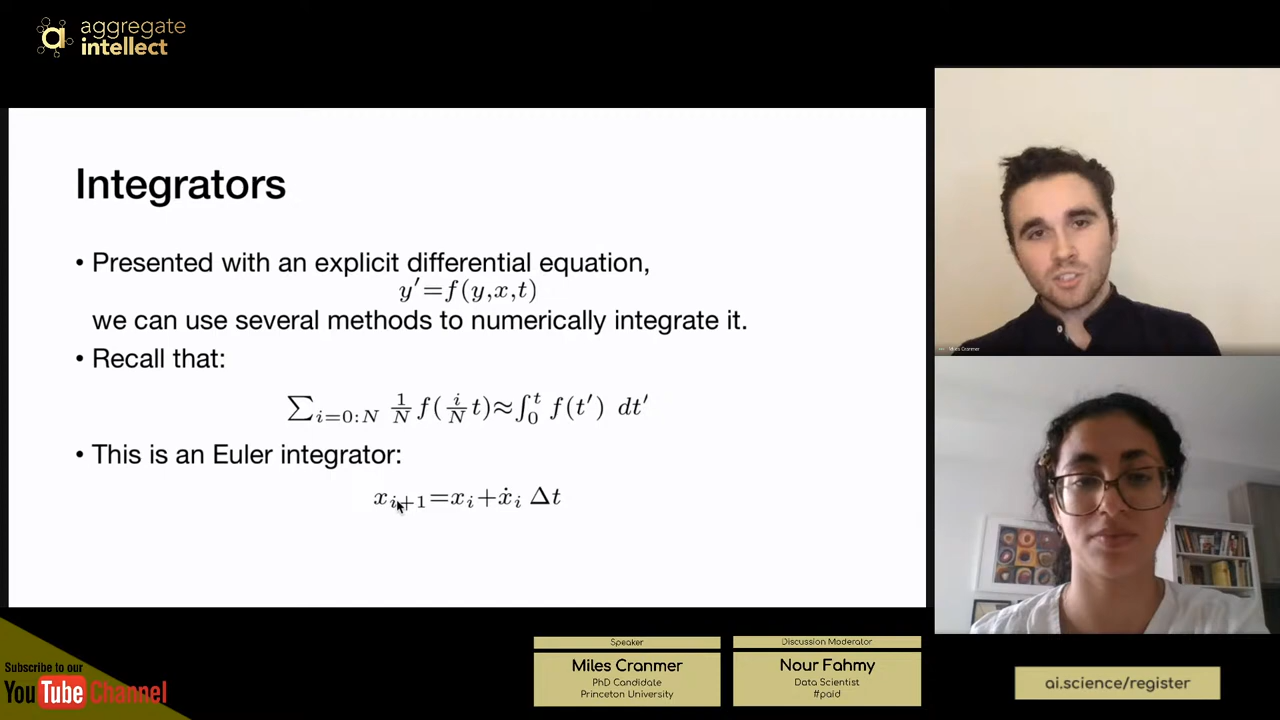 aggregate
intellect
Integrators
• Presented with an explicit differential equation,
y′=f(y,x,t)
we can use several methods to numerically integrate it.
• Recall that:
∑i=0:N 1/N f(i/N t)≈∫₀ᵗ f(t′) dt′
• This is an Euler integrator:
xᵢ₊₁=xᵢ+ẋᵢ Δt
Miles Cranmer
Subscribe to our
YouTube Channel
Speaker
Miles Cranmer
PhD Candidate
Princeton University
Discussion Moderator
Nour Fahmy
Data Scientist
#paid
ai.science/register